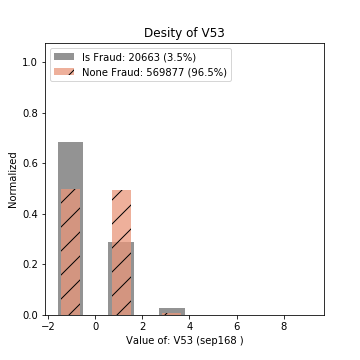 Desity of V53
Is Fraud: 20663 (3.5%)
None Fraud: 569877 (96.5%)
Normalized
1.0
0.8
0.6
0.4
0.2
0.0
−2 0 2 4 6 8
Value of: V53 (sep168 )